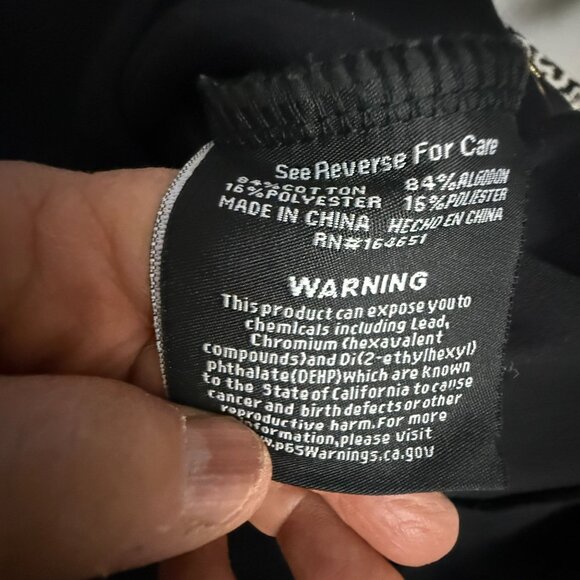 See Reverse For Care
84%COTTON 84%ALGODON
16%POLYESTER 16%POLIESTER
MADE IN CHINA HECHO EN CHINA
RN#164651
WARNING
This product can expose you to
chemicals including Lead,
Chromium (hexavalent
compounds)and Di(2-ethylhexyl)
phthalate(DEHP)which are known
to the State of California to cause
cancer and birth defects or other
reproductive harm.For more
formation,please visit
w.p65Warnings.ca.gov